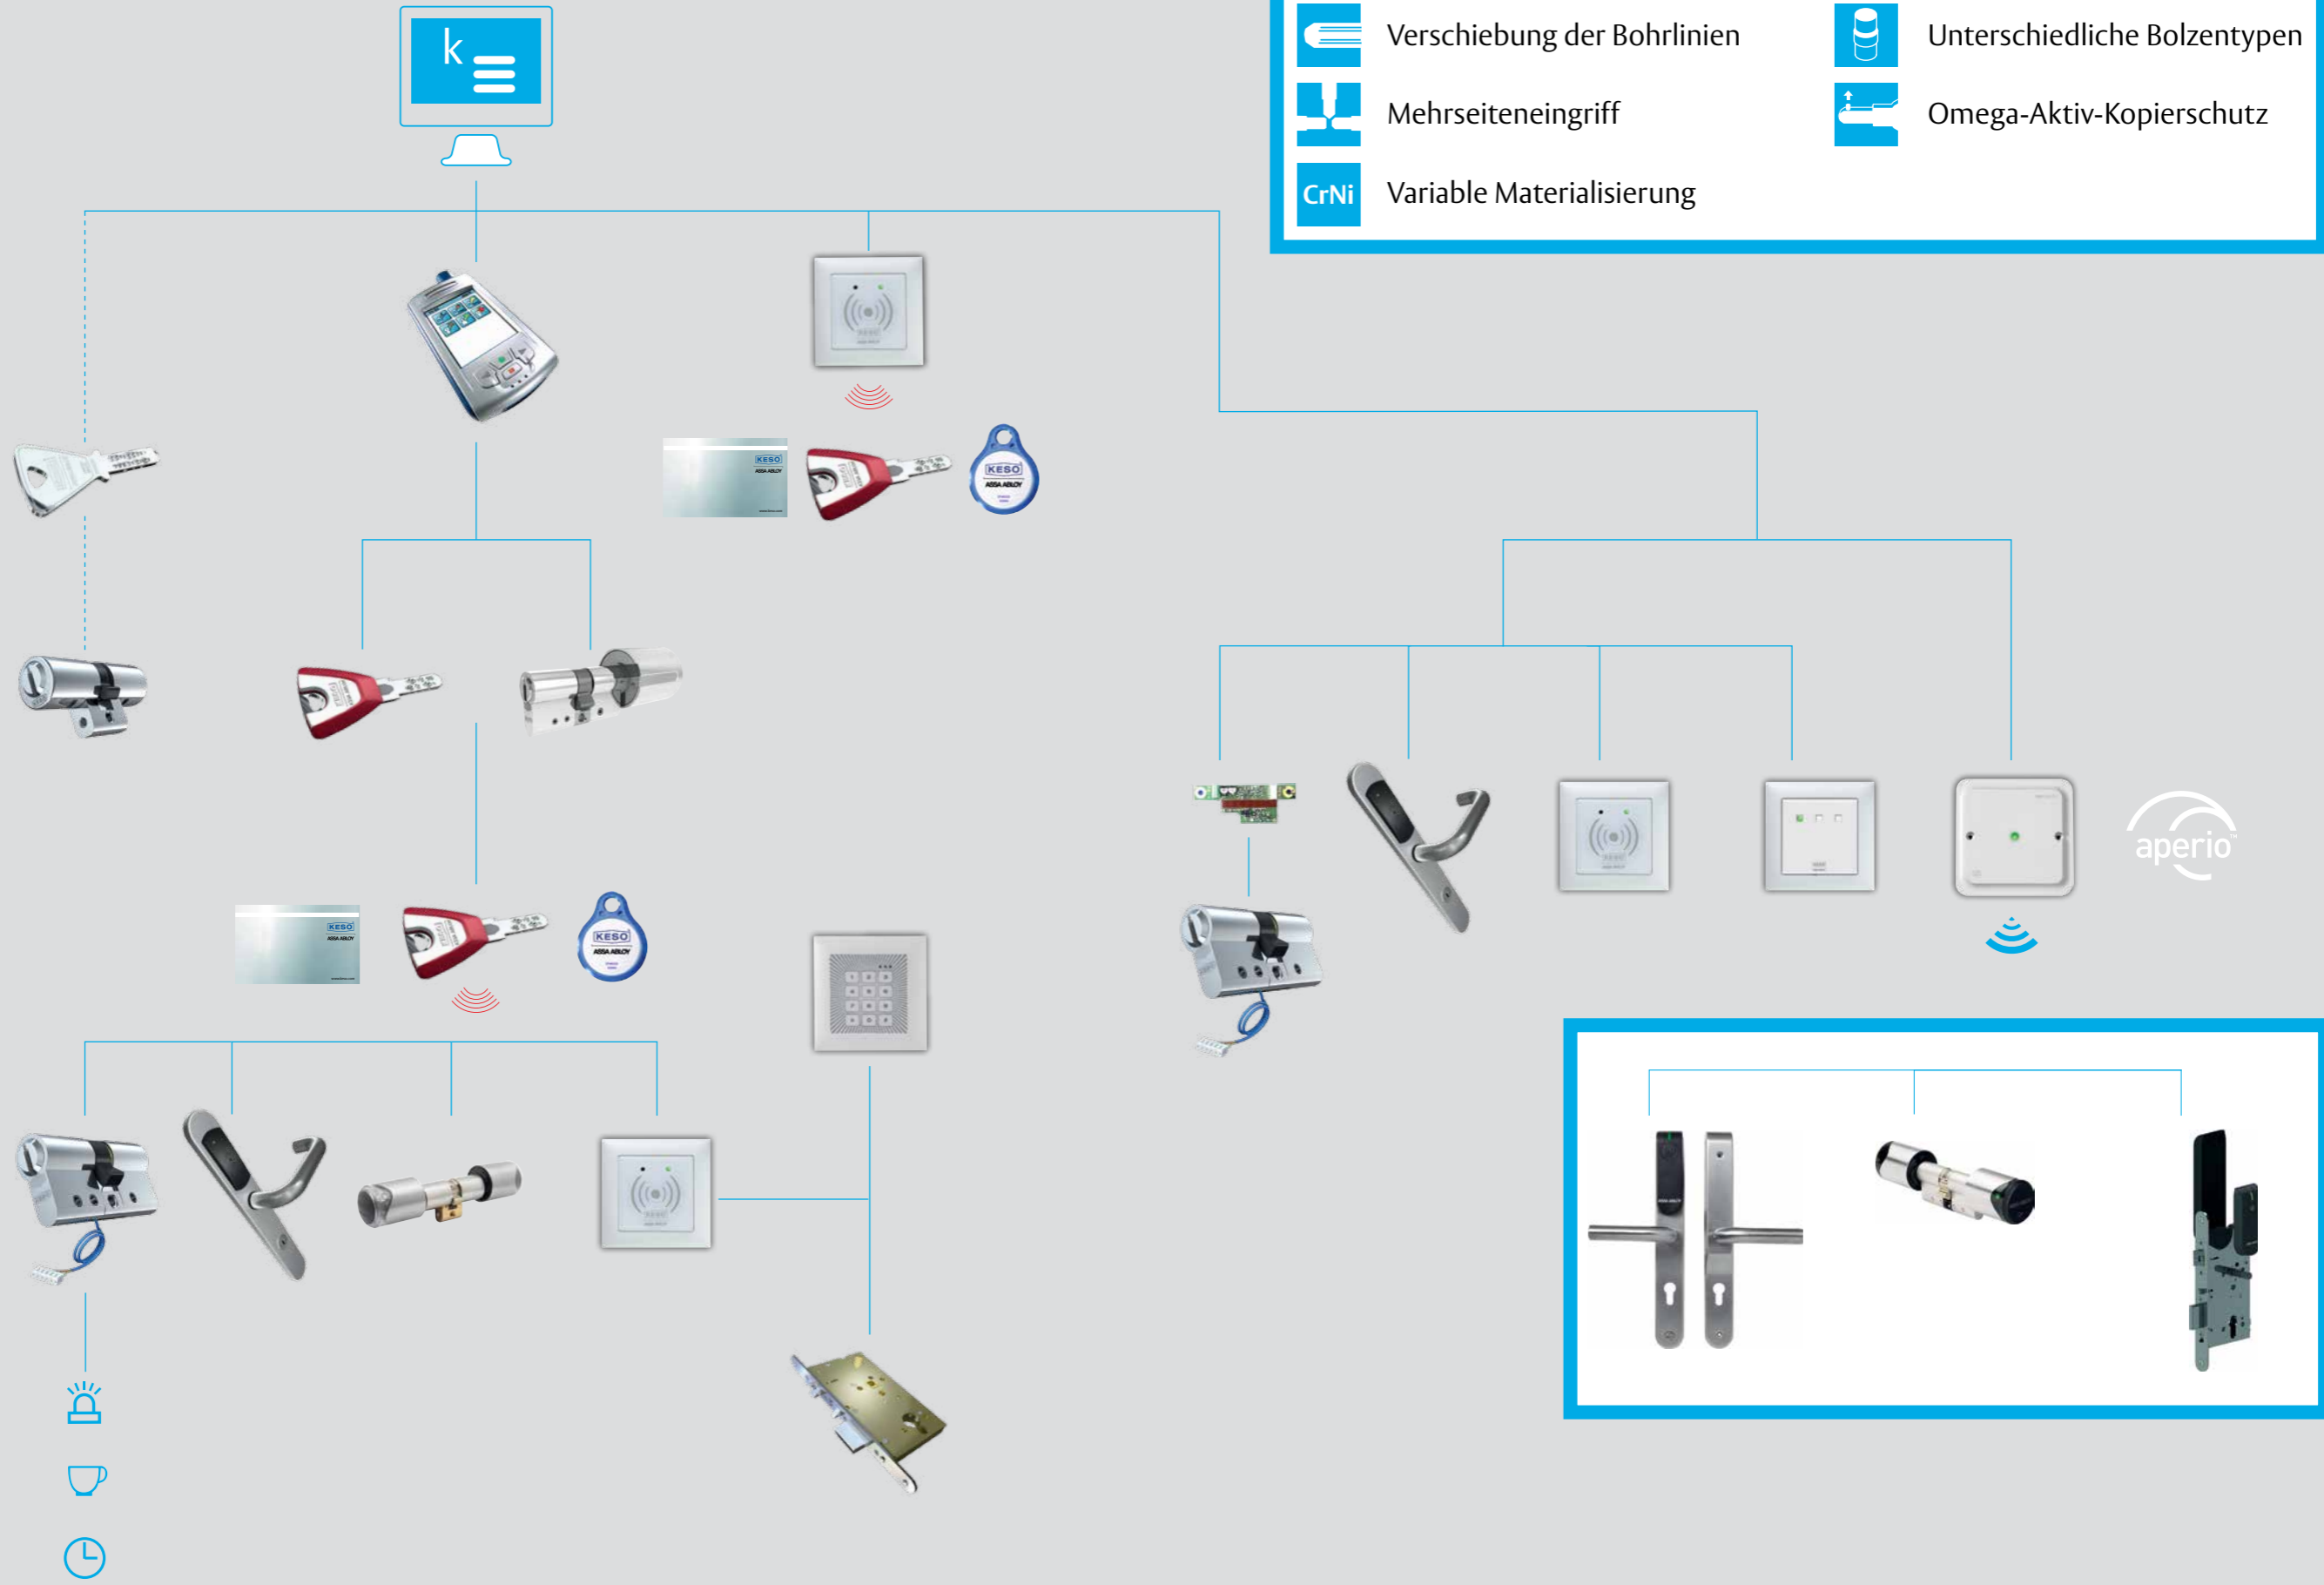 k
Verschiebung der Bohrlinien
Unterschiedliche Bolzentypen
Mehrseiteneingriff
Omega-Aktiv-Kopierschutz
CrNi
Variable Materialisierung
KESO
ASSA ABLOY
KESO
ASSA ABLOY
aperio™
KESO
ASSA ABLOY
KESO
ASSA ABLOY